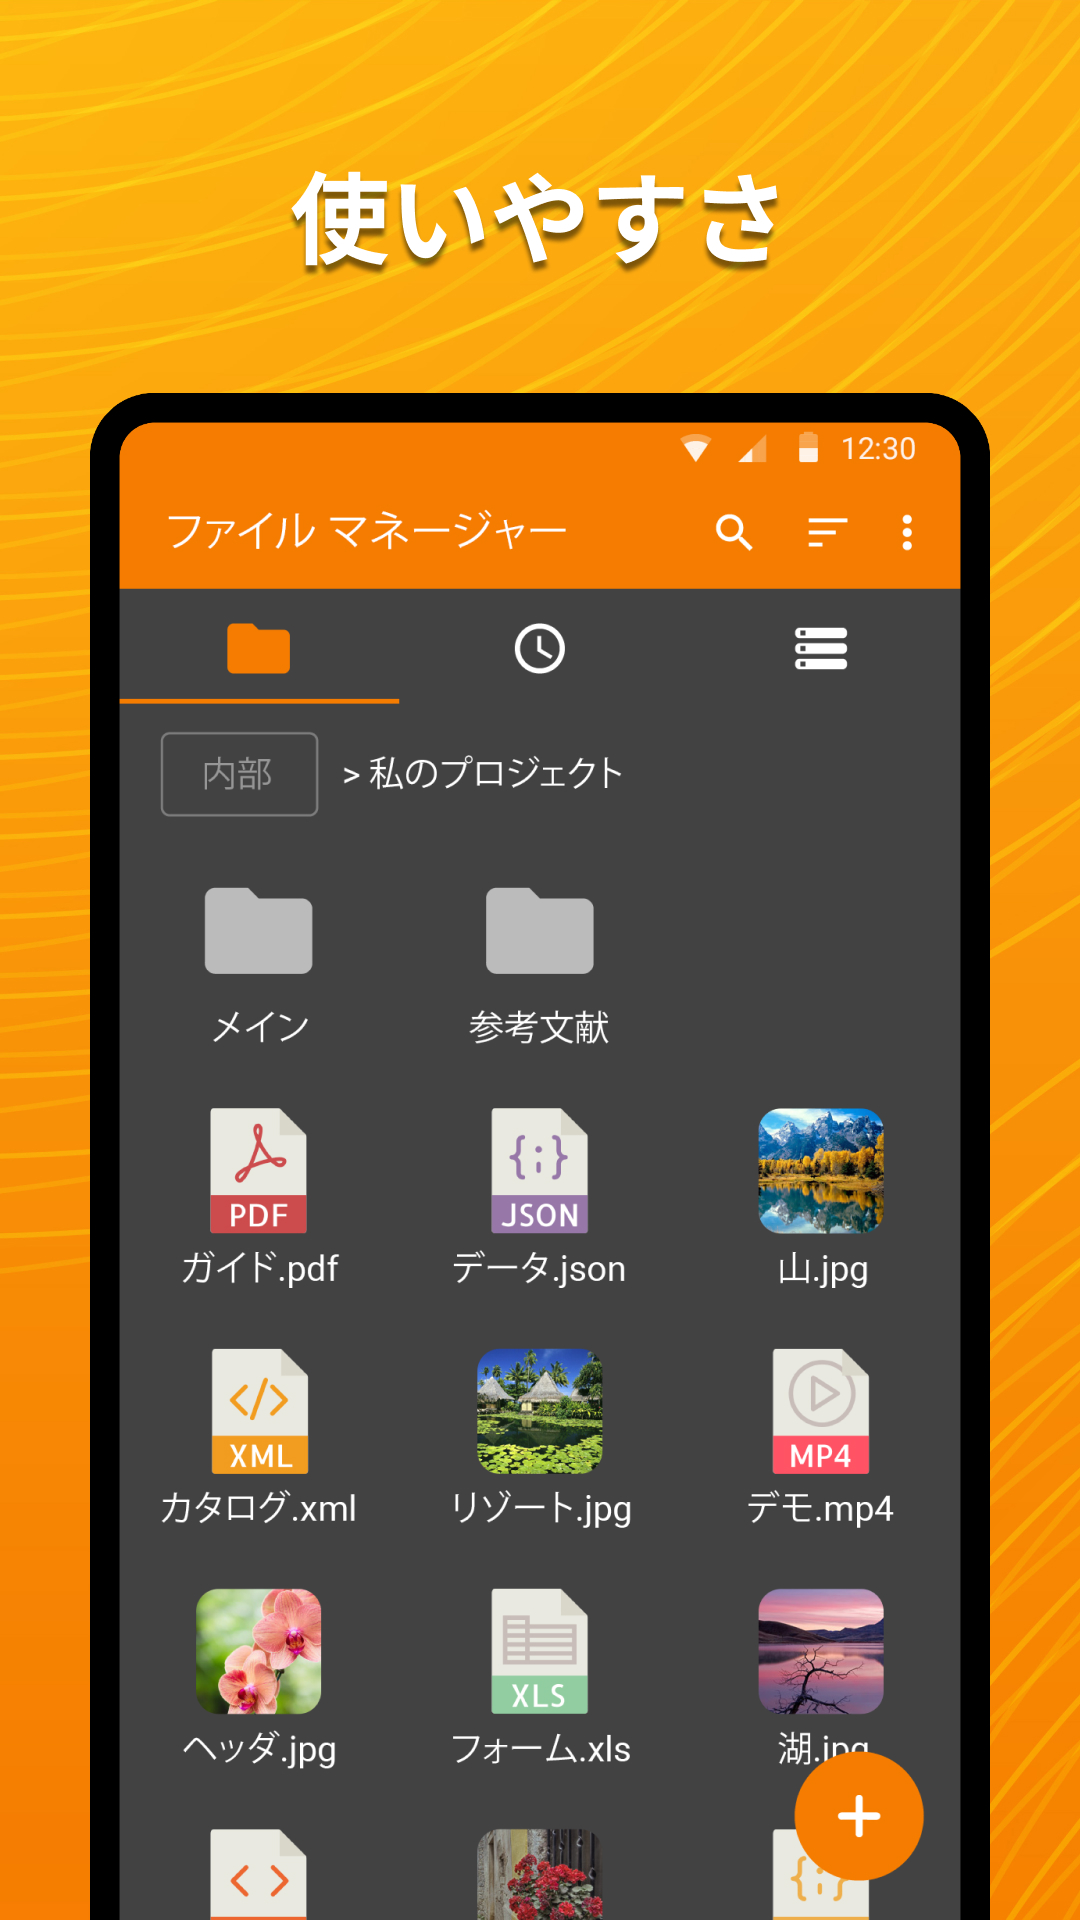 使いやすさ
12:30
ファイル マネージャー
内部 > 私のプロジェクト
メイン 参考文献
PDF JSON
ガイド.pdf データ.json 山.jpg
XML MP4
カタログ.xml リゾート.jpg デモ.mp4
XLS
ヘッダ.jpg フォーム.xls 湖.jpg